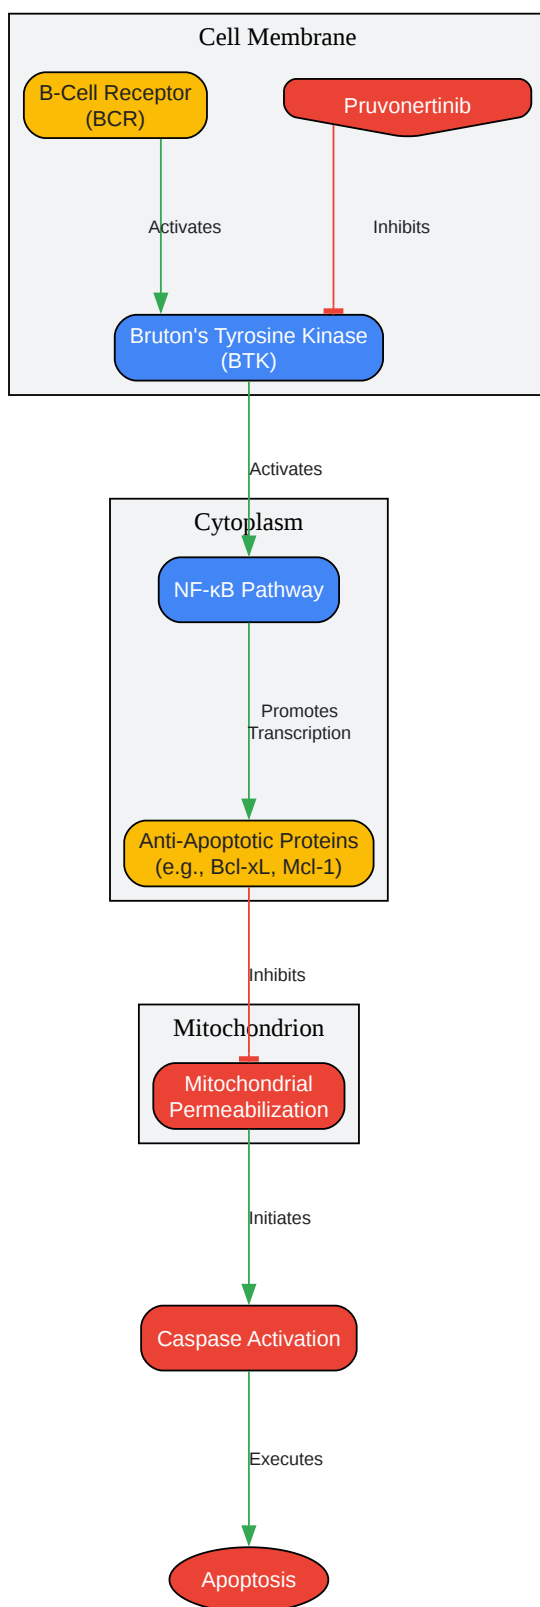 Cell Membrane
B-Cell Receptor
(BCR)
Pruvonertinib
Activates
Inhibits
Bruton's Tyrosine Kinase
(BTK)
Activates
Cytoplasm
NF-κB Pathway
Promotes
Transcription
Anti-Apoptotic Proteins
(e.g., Bcl-xL, Mcl-1)
Inhibits
Mitochondrion
Mitochondrial
Permeabilization
Initiates
Caspase Activation
Executes
Apoptosis